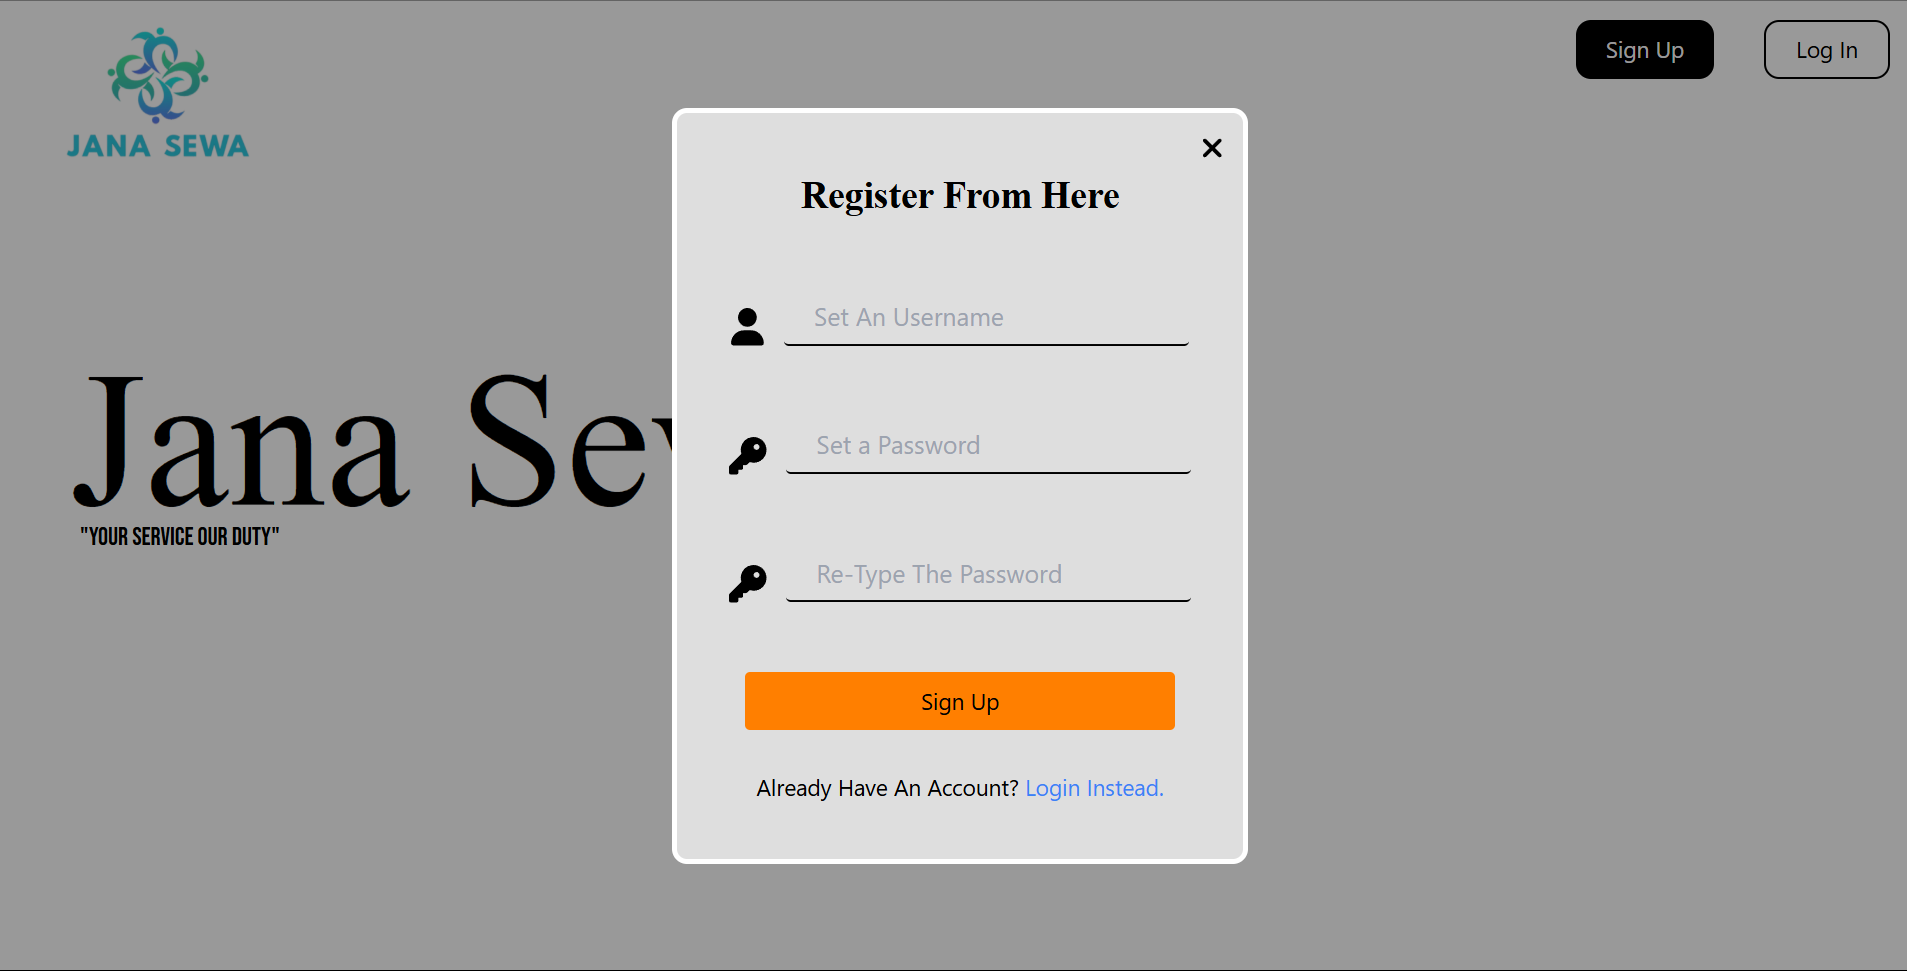 Sign Up
Log In
JANA SEWA
Register From Here
Set An Username
Jana Se
"YOUR SERVICE OUR DUTY"
Set a Password
Re-Type The Password
Sign Up
Already Have An Account? Login Instead.